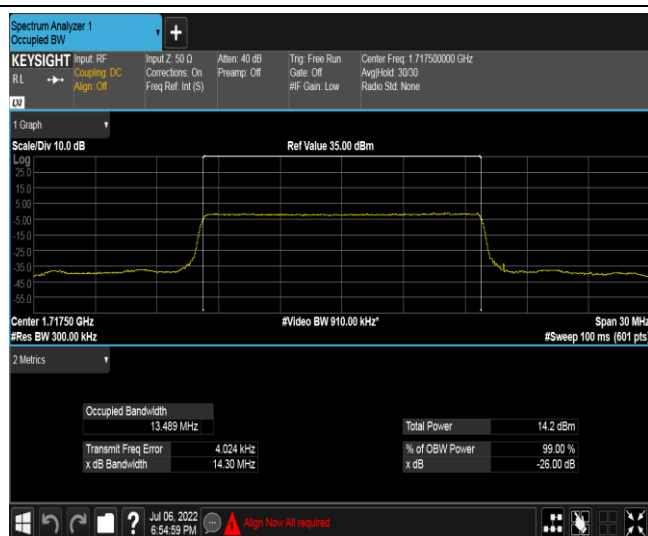 Spectrum Analyzer 1
Occupied BW
+
KEYSIGHT Input: RF Input Z: 50 Ω Atten: 40 dB Trig: Free Run Center Freq: 1.717500000 GHz
RL Coupling: DC Corrections: On Preamp: Off Gate: Off Avg|Hold: 30/30
Align: Off Freq Ref: Int (S) #IF Gain: Low Radio Std: None
LXI
1 Graph
Scale/Div 10.0 dB Ref Value 35.00 dBm
Log
25.0
15.0
5.00
-5.00
-15.0
-25.0
-35.0
-45.0
-55.0
Center 1.71750 GHz #Video BW 910.00 kHz* Span 30 MHz
#Res BW 300.00 kHz #Sweep 100 ms (601 pts)
2 Metrics
Occupied Bandwidth
13.489 MHz Total Power 14.2 dBm
Transmit Freq Error 4.024 kHz % of OBW Power 99.00 %
x dB Bandwidth 14.30 MHz x dB -26.00 dB
? Jul 06, 2022
6:54:59 PM Align Now All required